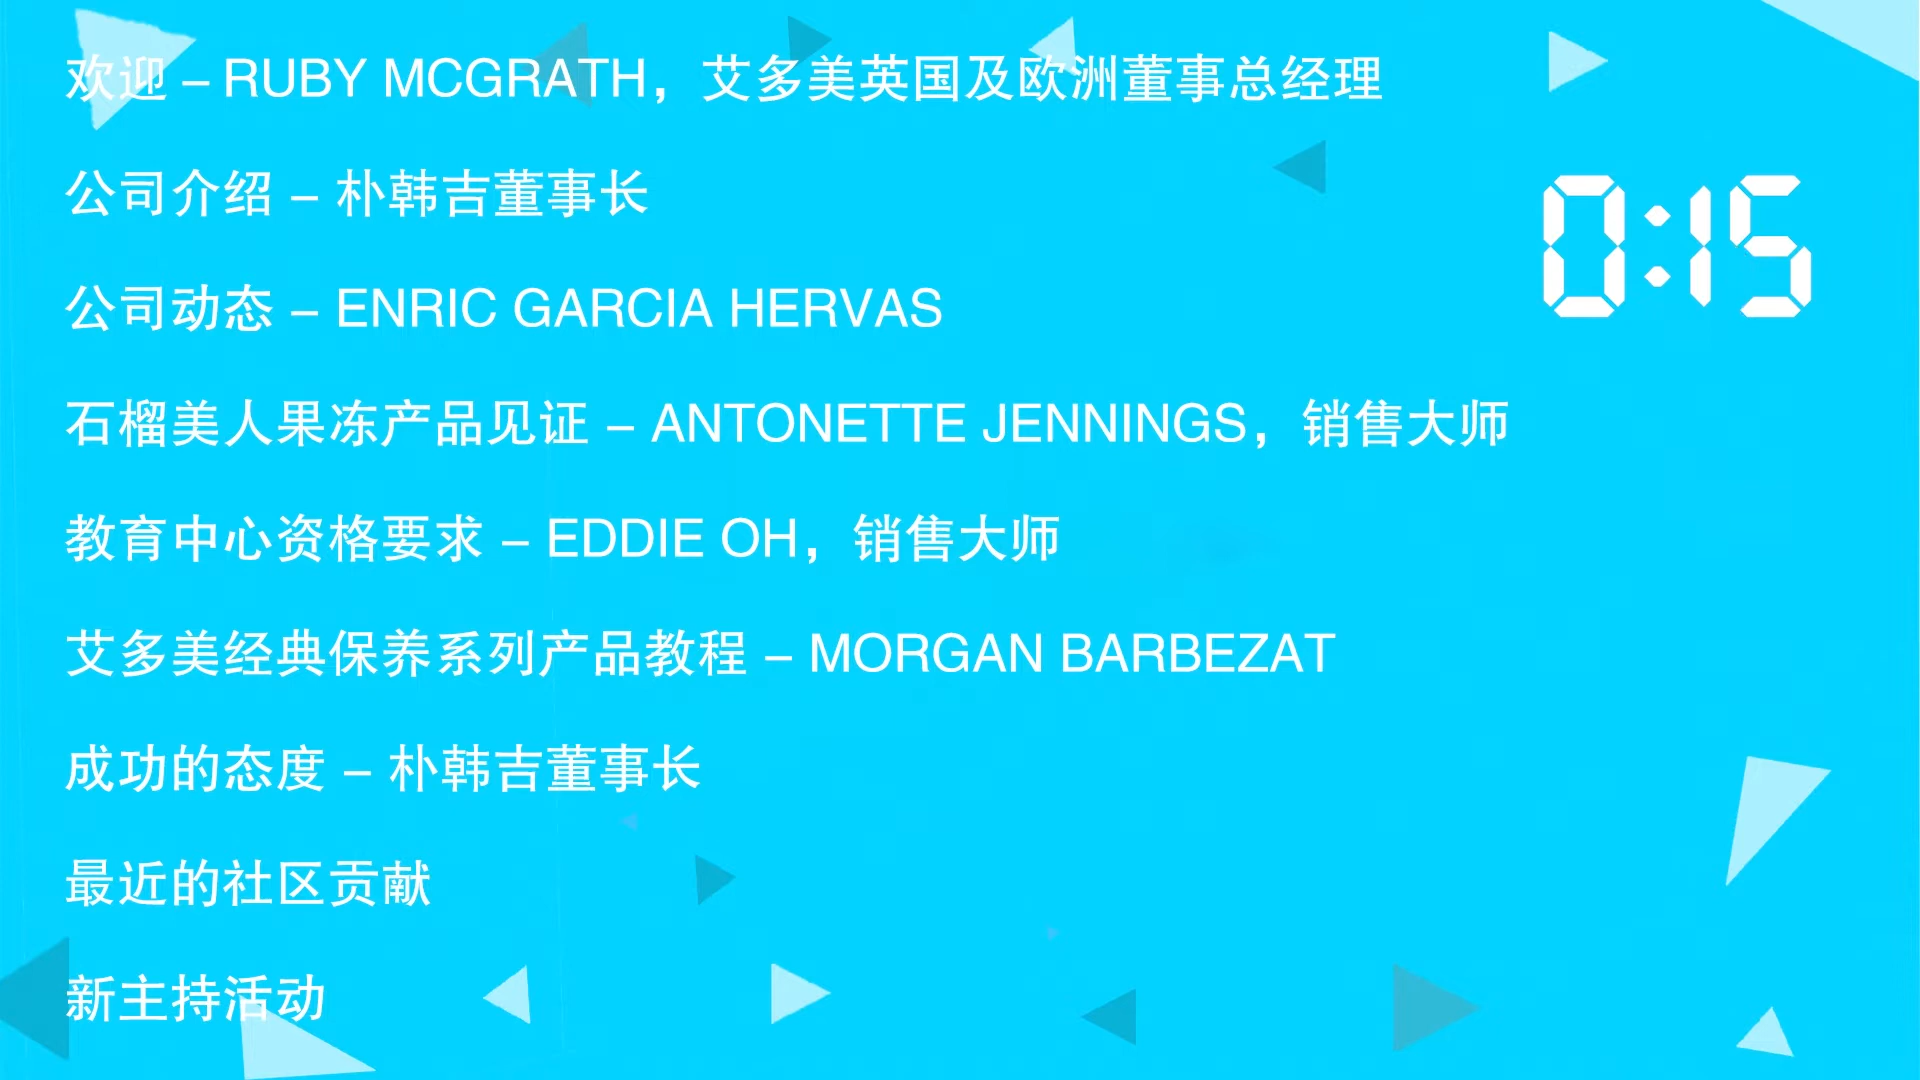 欢迎 – RUBY MCGRATH，艾多美英国及欧洲董事总经理
公司介绍 – 朴韩吉董事长
0:15
公司动态 – ENRIC GARCIA HERVAS
石榴美人果冻产品见证 – ANTONETTE JENNINGS，销售大师
教育中心资格要求 – EDDIE OH，销售大师
艾多美经典保养系列产品教程 – MORGAN BARBEZAT
成功的态度 – 朴韩吉董事长
最近的社区贡献
新主持活动